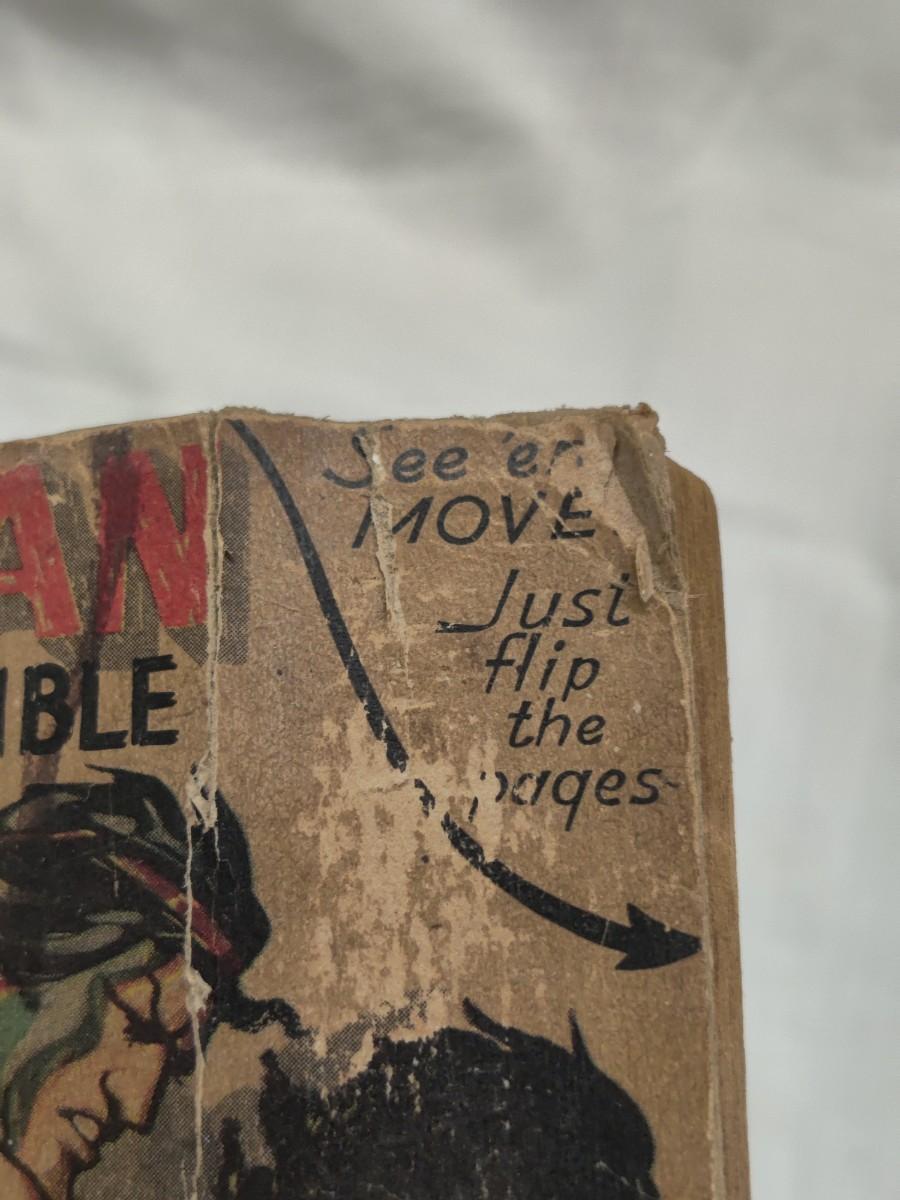 AN
IBLE
See 'em
MOVE
Just
flip
the
pages-